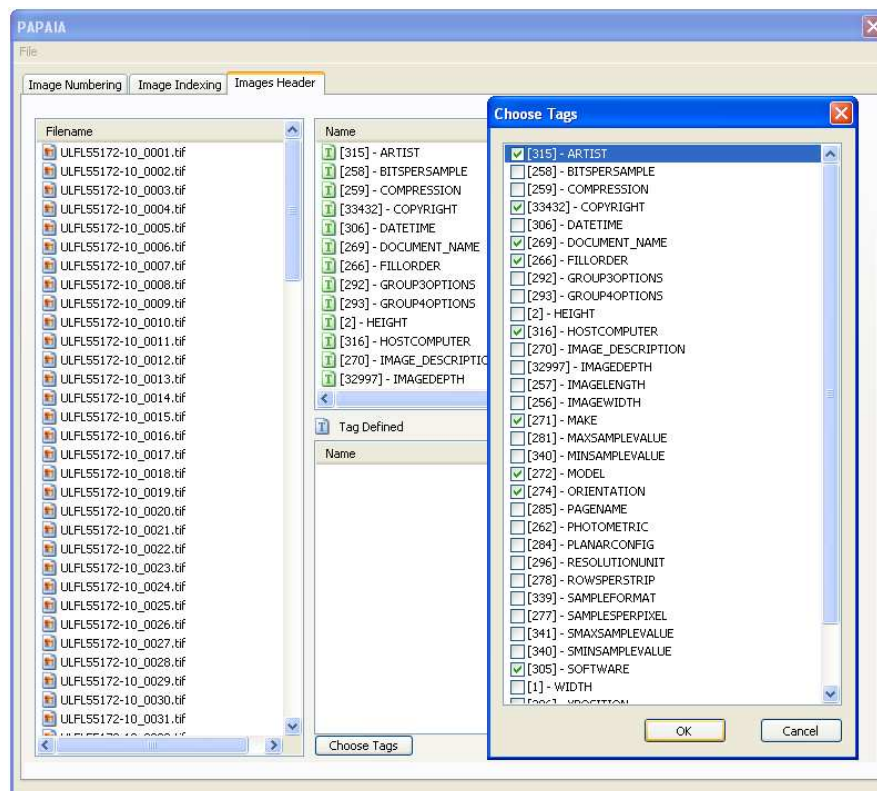 PAPAIA
File
Image Numbering
Image Indexing
Images Header
Filename
ULFL55172-10_0001.tif
ULFL55172-10_0002.tif
ULFL55172-10_0003.tif
ULFL55172-10_0004.tif
ULFL55172-10_0005.tif
ULFL55172-10_0006.tif
ULFL55172-10_0007.tif
ULFL55172-10_0008.tif
ULFL55172-10_0009.tif
ULFL55172-10_0010.tif
ULFL55172-10_0011.tif
ULFL55172-10_0012.tif
ULFL55172-10_0013.tif
ULFL55172-10_0014.tif
ULFL55172-10_0015.tif
ULFL55172-10_0016.tif
ULFL55172-10_0017.tif
ULFL55172-10_0018.tif
ULFL55172-10_0019.tif
ULFL55172-10_0020.tif
ULFL55172-10_0021.tif
ULFL55172-10_0022.tif
ULFL55172-10_0023.tif
ULFL55172-10_0024.tif
ULFL55172-10_0025.tif
ULFL55172-10_0026.tif
ULFL55172-10_0027.tif
ULFL55172-10_0028.tif
ULFL55172-10_0029.tif
ULFL55172-10_0030.tif
ULFL55172-10_0031.tif
Name
[315] - ARTIST
[258] - BITSPERSAMPLE
[259] - COMPRESSION
[33432] - COPYRIGHT
[306] - DATETIME
[269] - DOCUMENT_NAME
[266] - FILLORDER
[292] - GROUP3OPTIONS
[293] - GROUP4OPTIONS
[2] - HEIGHT
[316] - HOSTCOMPUTER
[270] - IMAGE_DESCRIPTIO
[32997] - IMAGEDEPTH
Tag Defined
Name
Choose Tags
Choose Tags
[315] - ARTIST
[258] - BITSPERSAMPLE
[259] - COMPRESSION
[33432] - COPYRIGHT
[306] - DATETIME
[269] - DOCUMENT_NAME
[266] - FILLORDER
[292] - GROUP3OPTIONS
[293] - GROUP4OPTIONS
[2] - HEIGHT
[316] - HOSTCOMPUTER
[270] - IMAGE_DESCRIPTION
[32997] - IMAGEDEPTH
[257] - IMAGELENGTH
[256] - IMAGEWIDTH
[271] - MAKE
[281] - MAXSAMPLEVALUE
[340] - MINSAMPLEVALUE
[272] - MODEL
[274] - ORIENTATION
[285] - PAGENAME
[262] - PHOTOMETRIC
[284] - PLANARCONFIG
[296] - RESOLUTIONUNIT
[278] - ROWSPERSTRIP
[339] - SAMPLEFORMAT
[277] - SAMPLESPERPIXEL
[341] - SMAXSAMPLEVALUE
[340] - SMINSAMPLEVALUE
[305] - SOFTWARE
[1] - WIDTH
OK
Cancel